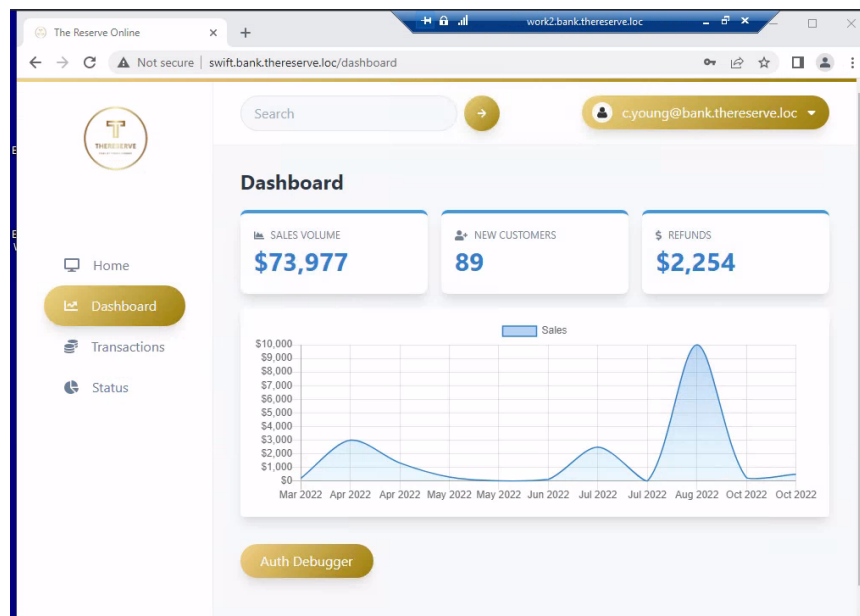 work2.bank.thereserve.loc
The Reserve Online
Not secure
swift.bank.thereserve.loc/dashboard
THERESERVE
Search
c.young@bank.thereserve.loc
Dashboard
SALES VOLUME
$73,977
NEW CUSTOMERS
89
$ REFUNDS
$2,254
Home
Dashboard
Transactions
Status
Sales
$10,000
$9,000
$8,000
$7,000
$6,000
$5,000
$4,000
$3,000
$2,000
$1,000
$0
Mar 2022 Apr 2022 Apr 2022 May 2022 May 2022 Jun 2022 Jul 2022 Jul 2022 Aug 2022 Oct 2022 Oct 2022
Auth Debugger